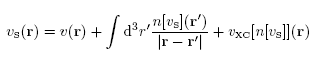 v_S(r) = v(r) + ∫ d³r′ n[v_S](r′) / |r − r′| + v_XC[n[v_S]](r)